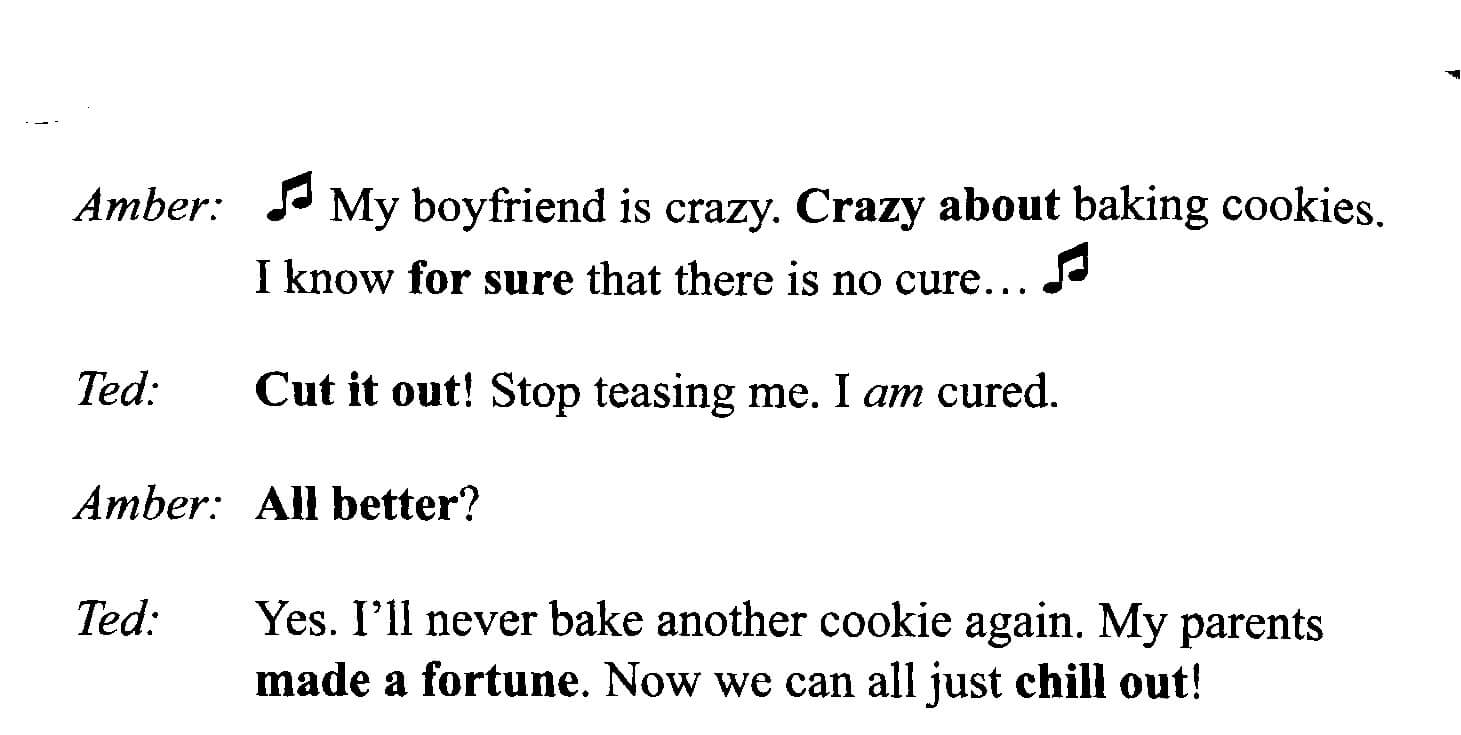 Amber: ♫ My boyfriend is crazy. Crazy about baking cookies.
I know for sure that there is no cure... ♫
Ted: Cut it out! Stop teasing me. I am cured.
Amber: All better?
Ted: Yes. I'll never bake another cookie again. My parents
made a fortune. Now we can all just chill out!